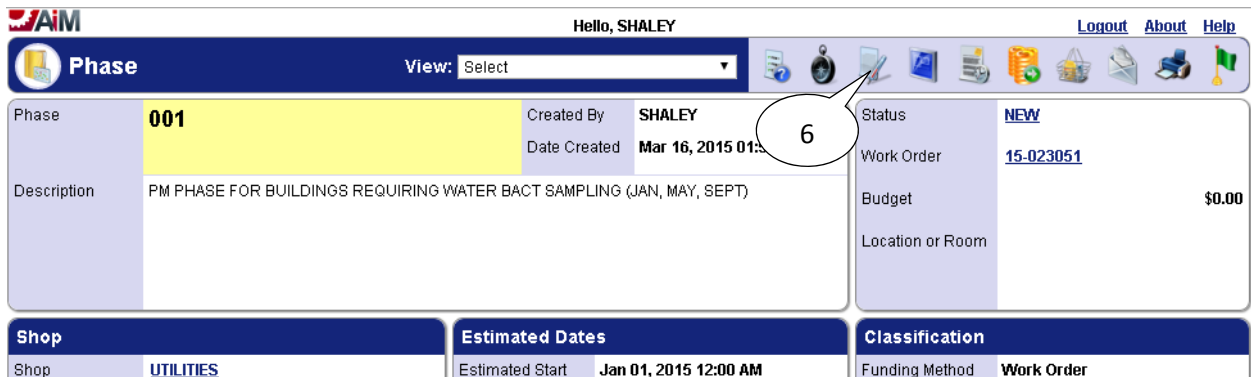 AiM
Hello, SHALEY
Logout About Help
Phase
View: Select
Phase 001
Created By SHALEY
Date Created Mar 16, 2015 01:
6
Status NEW
Work Order 15-023051
Description PM PHASE FOR BUILDINGS REQUIRING WATER BACT SAMPLING (JAN, MAY, SEPT)
Budget $0.00
Location or Room
Shop
Estimated Dates
Classification
Shop UTILITIES
Estimated Start Jan 01, 2015 12:00 AM
Funding Method Work Order